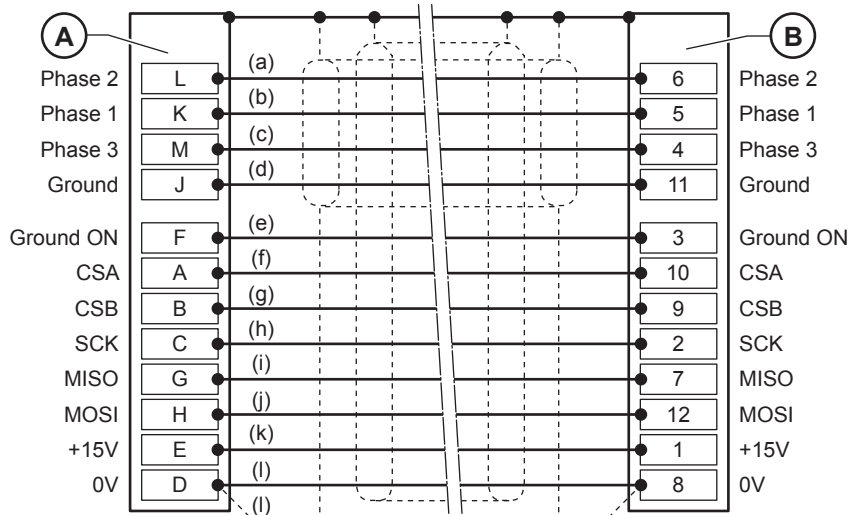 A B
(a)
Phase 2 L 6 Phase 2
(b)
Phase 1 K 5 Phase 1
(c)
Phase 3 M 4 Phase 3
(d)
Ground J 11 Ground
(e)
Ground ON F 3 Ground ON
(f)
CSA A 10 CSA
(g)
CSB B 9 CSB
(h)
SCK C 2 SCK
(i)
MISO G 7 MISO
(j)
MOSI H 12 MOSI
(k)
+15V E 1 +15V
(l)
0V D 8 0V
(l)